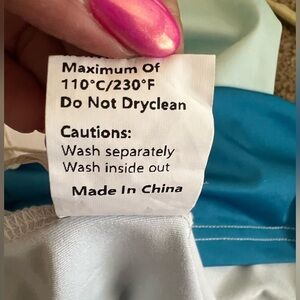 Maximum Of
110°C/230°F
Do Not Dryclean
Cautions:
Wash separately
Wash inside out
Made In China